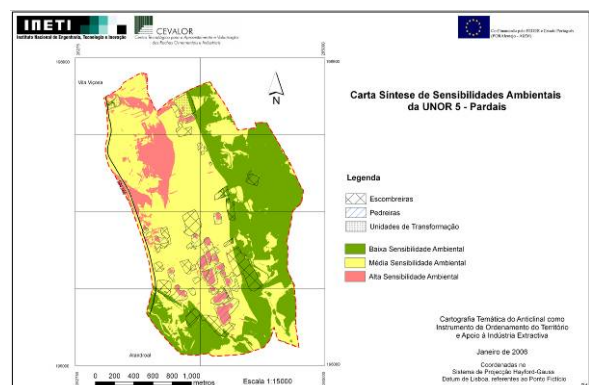 INETI
Instituto Nacional de Engenharia, Tecnologia e Inovação
CEVALOR
Vila Viçosa
N
Carta Síntese de Sensibilidades Ambientais
da UNOR 5 - Pardais
Legenda
Escombreiras
Pedreiras
Unidades de Transformação
Baixa Sensibilidade Ambiental
Média Sensibilidade Ambiental
Alta Sensibilidade Ambiental
Cartografia Temática do Anticlinal como
Instrumento de Ordenamento do Território
e Apoio à Indústria Extractiva
Janeiro de 2006
Coordenadas no
Sistema de Projecção Hayford-Gauss
Datum de Lisboa, referentes ao Ponto Fictício
Alandroal
0 200 400 600 800 1.000
metros
Escala 1:15000